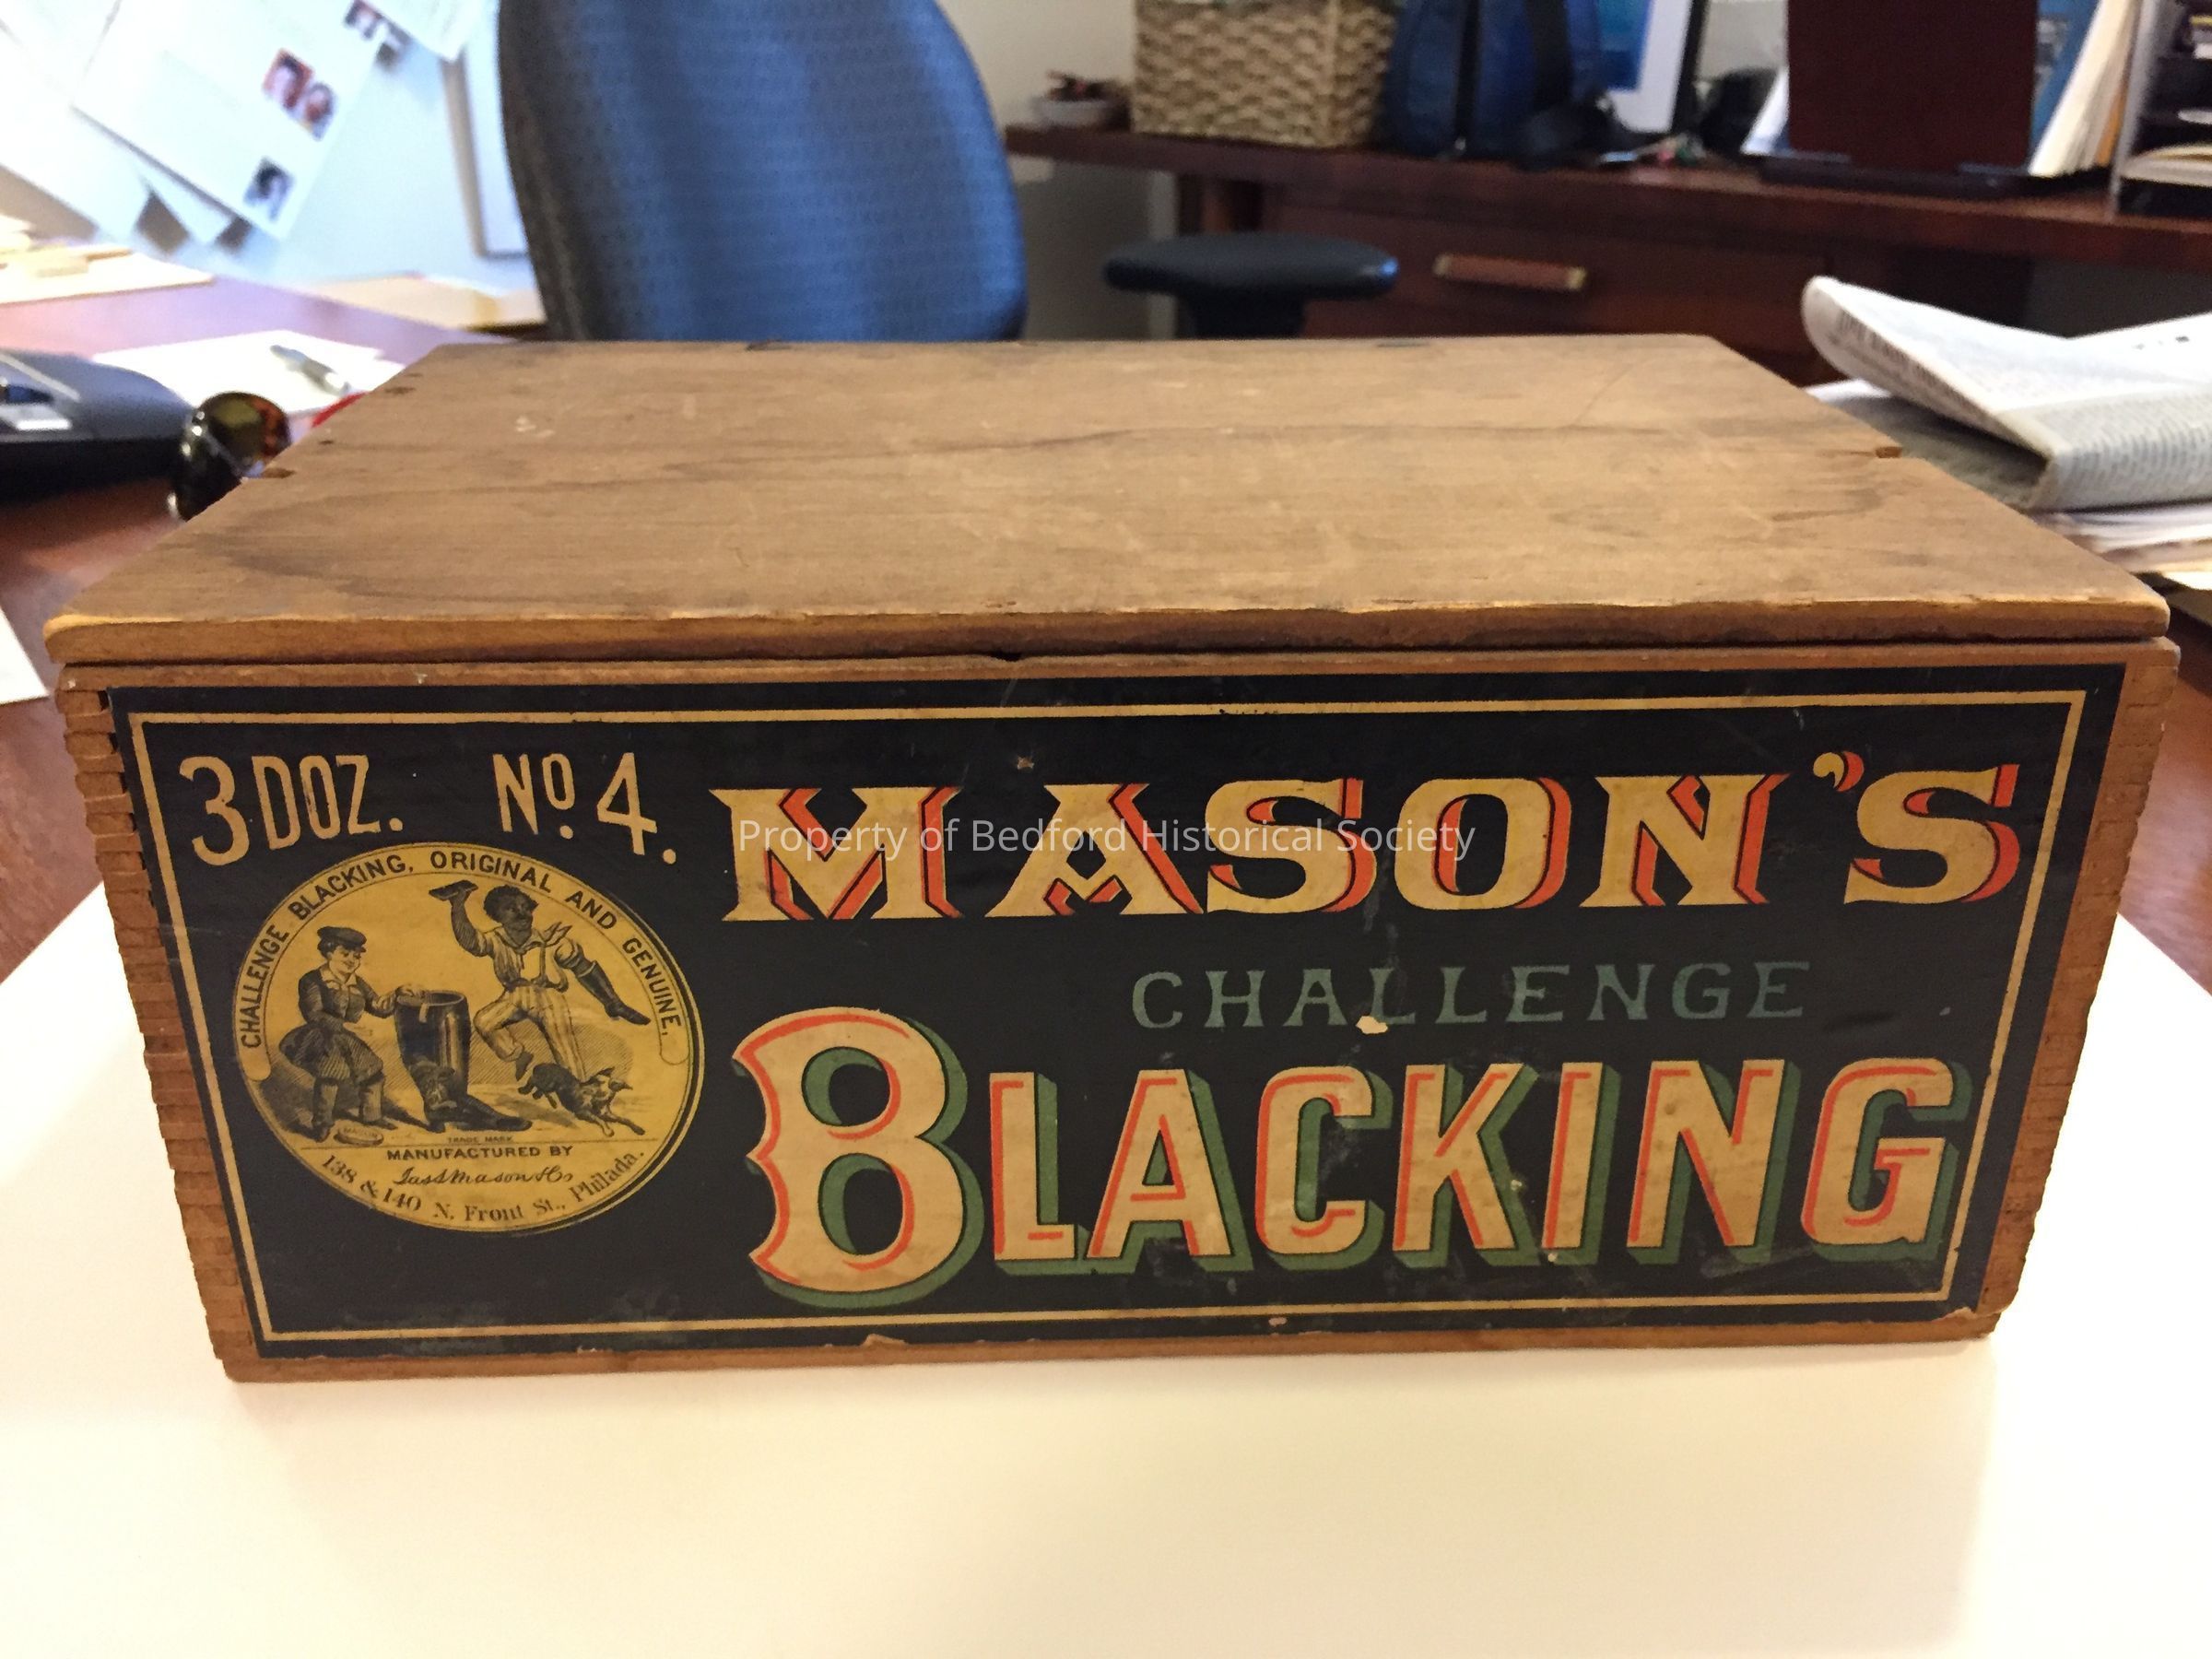 3 DOZ. No. 4.
MASON'S
Property of Bedford Historical Society
CHALLENGE
BLACKING
CHALLENGE BLACKING, ORIGINAL AND GENUINE,
MASON
TRADE MARK
MANUFACTURED BY
Jas S Mason & Co
138 & 140 N. Front St., Philada.